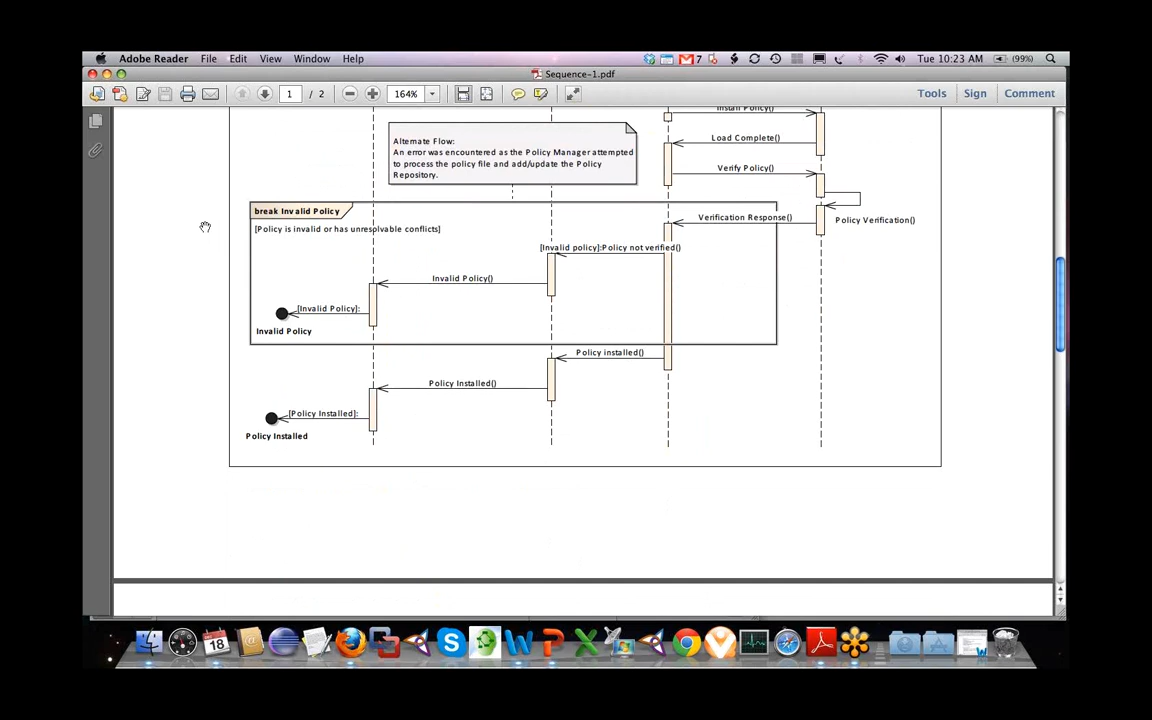 Adobe Reader File Edit View Window Help
7 Tue 10:23 AM (99%)
Sequence-1.pdf
1 / 2 164% Tools Sign Comment
Install Policy()
Alternate Flow:
An error was encountered as the Policy Manager attempted
to process the policy file and add/update the Policy
Repository.
Load Complete()
Verify Policy()
break Invalid Policy
[Policy is invalid or has unresolvable conflicts]
Verification Response()
Policy Verification()
[Invalid policy]:Policy not verified()
Invalid Policy()
[Invalid Policy]:
Invalid Policy
Policy installed()
Policy Installed()
[Policy Installed]:
Policy Installed
18